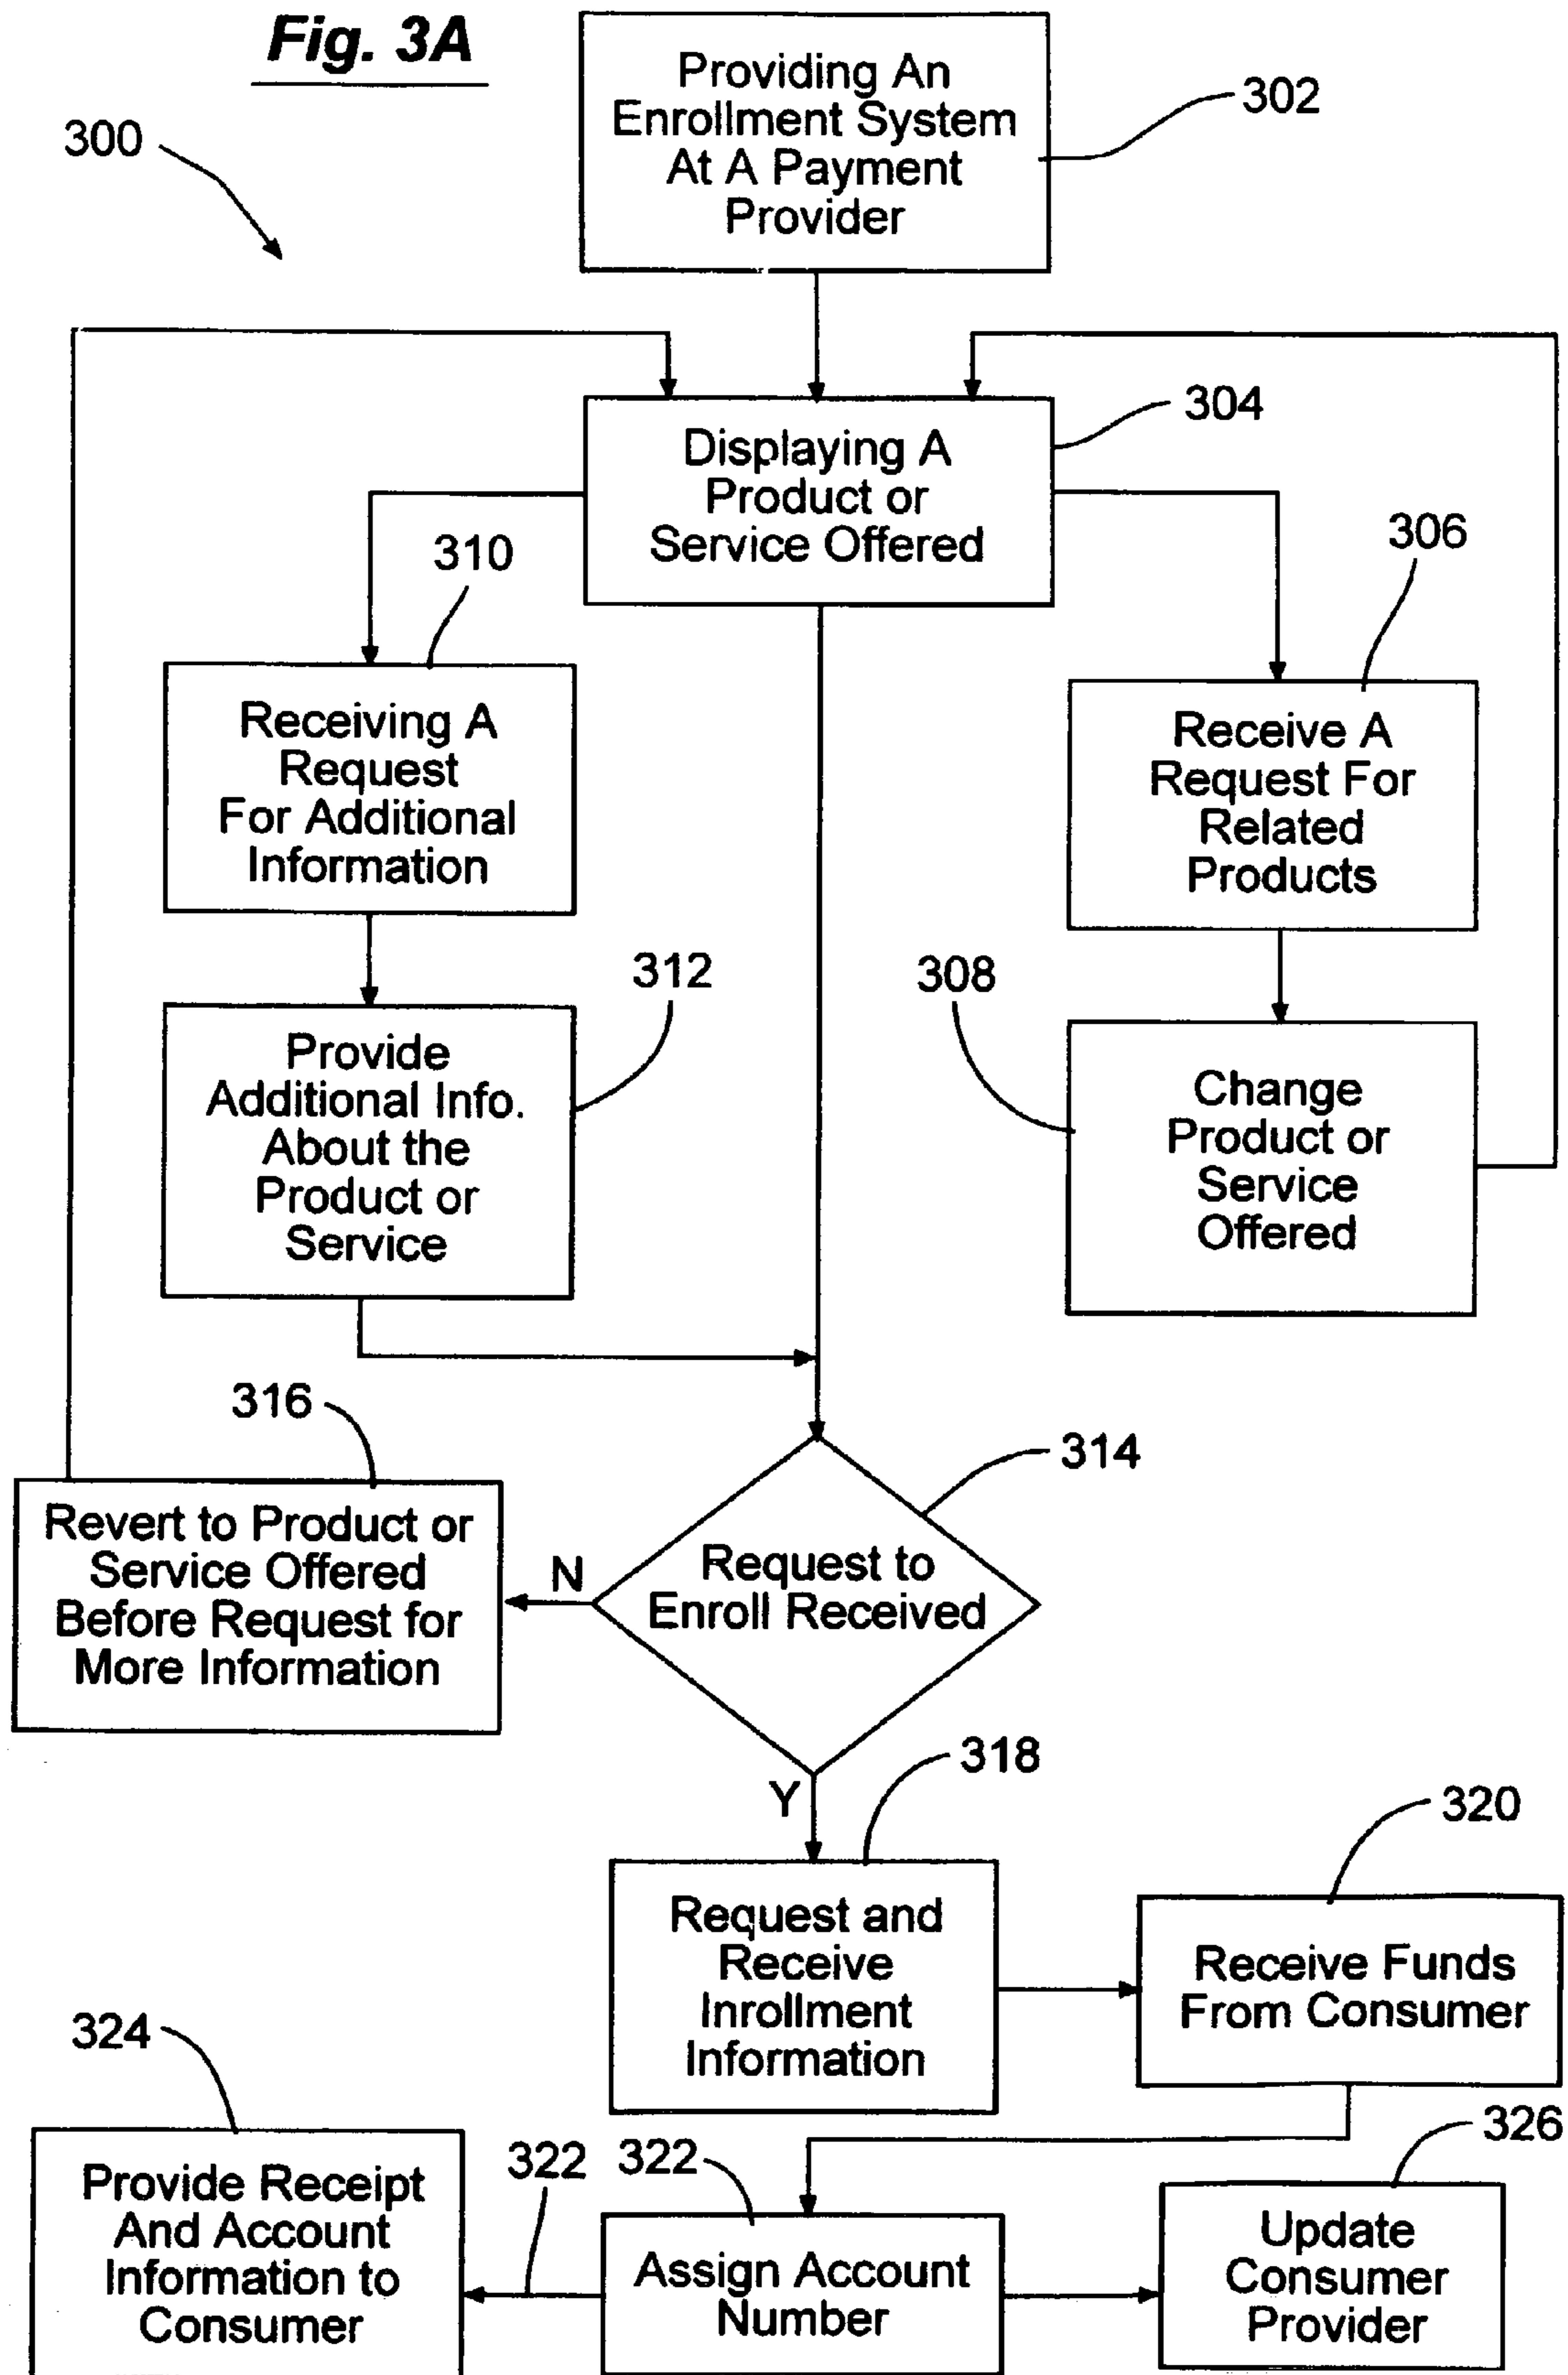 Fig. 3A
300
Providing An
Enrollment System
At A Payment
Provider
302
Displaying A
Product or
Service Offered
304
310
Receiving A
Request
For Additional
Information
306
Receive A
Request For
Related
Products
312
Provide
Additional Info.
About the
Product or
Service
308
Change
Product or
Service
Offered
316
Revert to Product or
Service Offered
Before Request for
More Information
N
314
Request to
Enroll Received
Y
318
Request and
Receive
Inrollment
Information
320
Receive Funds
From Consumer
324
Provide Receipt
And Account
Information to
Consumer
322
322
Assign Account
Number
326
Update
Consumer
Provider